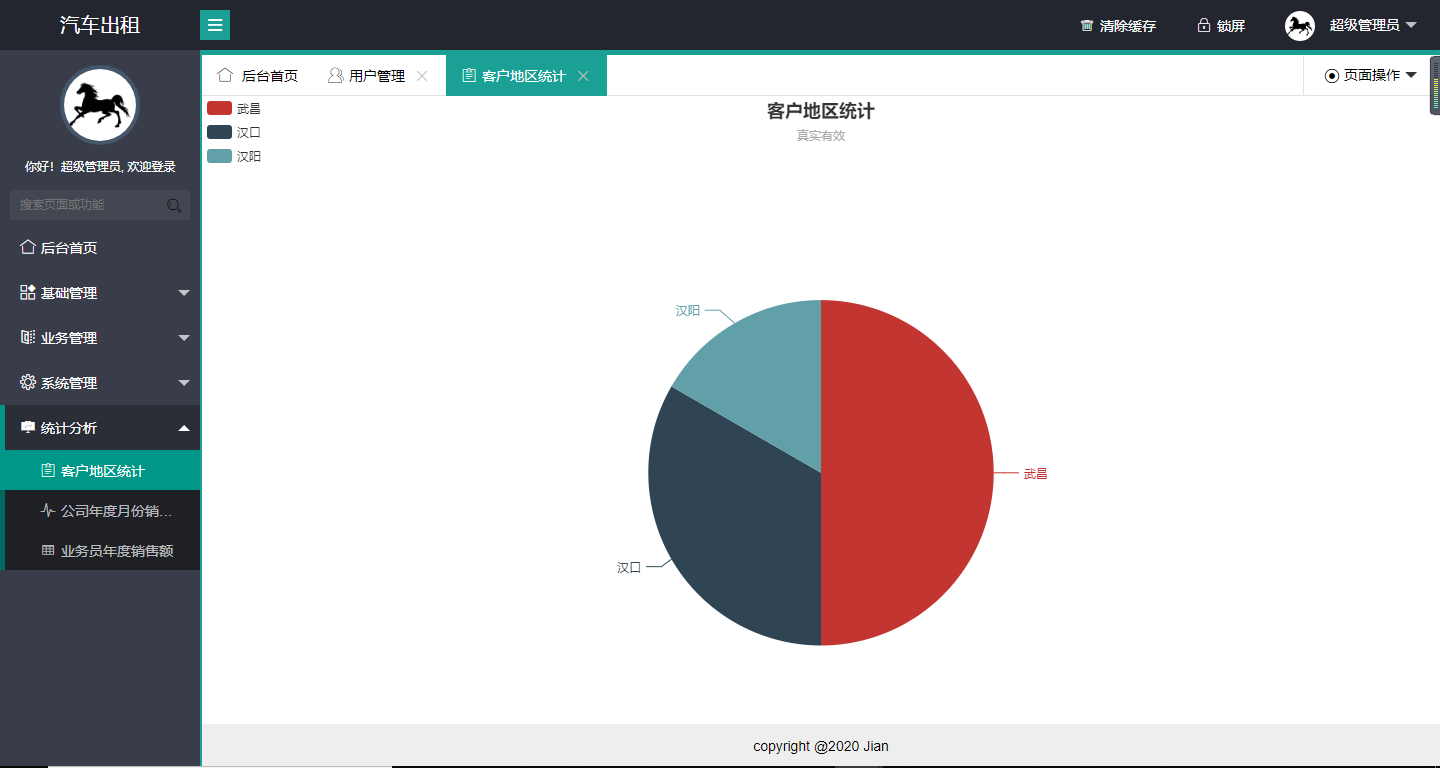 汽车出租
清除缓存
锁屏
超级管理员
你好！超级管理员, 欢迎登录
搜索页面或功能
后台首页
基础管理
业务管理
系统管理
统计分析
客户地区统计
公司年度月份销...
业务员年度销售额
后台首页
用户管理
客户地区统计
页面操作
武昌
汉口
汉阳
客户地区统计
真实有效
汉阳
武昌
汉口
copyright @2020 Jian